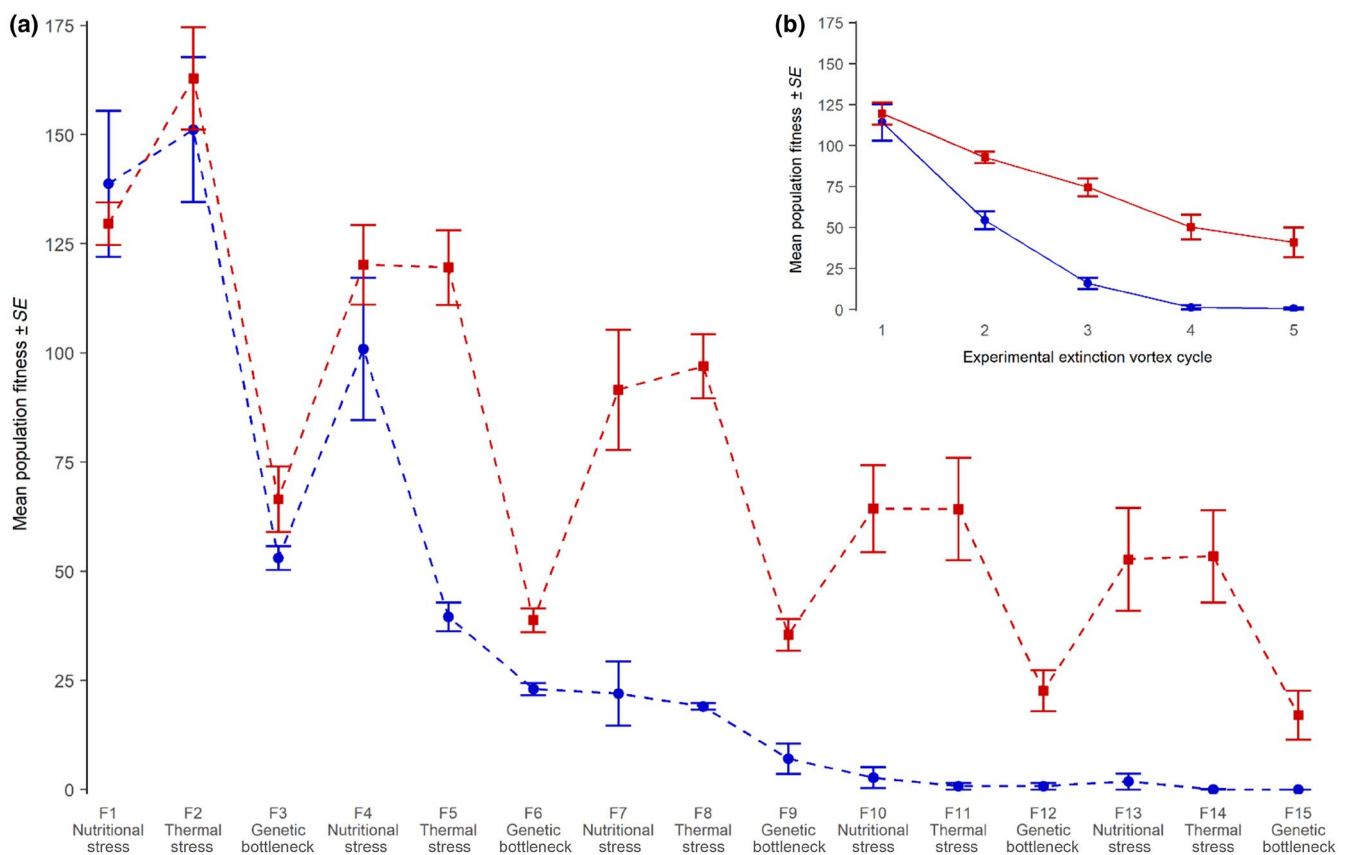 (a)
175
150
125
100
75
50
25
0
Mean population fitness ± SE
F1
Nutritional
stress
F2
Thermal
stress
F3
Genetic
bottleneck
F4
Nutritional
stress
F5
Thermal
stress
F6
Genetic
bottleneck
F7
Nutritional
stress
F8
Thermal
stress
F9
Genetic
bottleneck
F10
Nutritional
stress
F11
Thermal
stress
F12
Genetic
bottleneck
F13
Nutritional
stress
F14
Thermal
stress
F15
Genetic
bottleneck
(b)
175
150
125
100
75
50
25
0
Mean population fitness ± SE
1
2
3
4
5
Experimental extinction vortex cycle